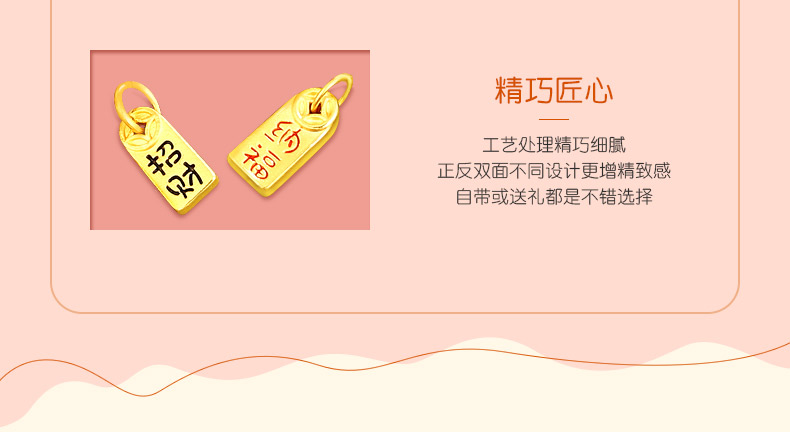 招财
纳福
精巧匠心
工艺处理精巧细腻
正反双面不同设计更增精致感
自带或送礼都是不错选择